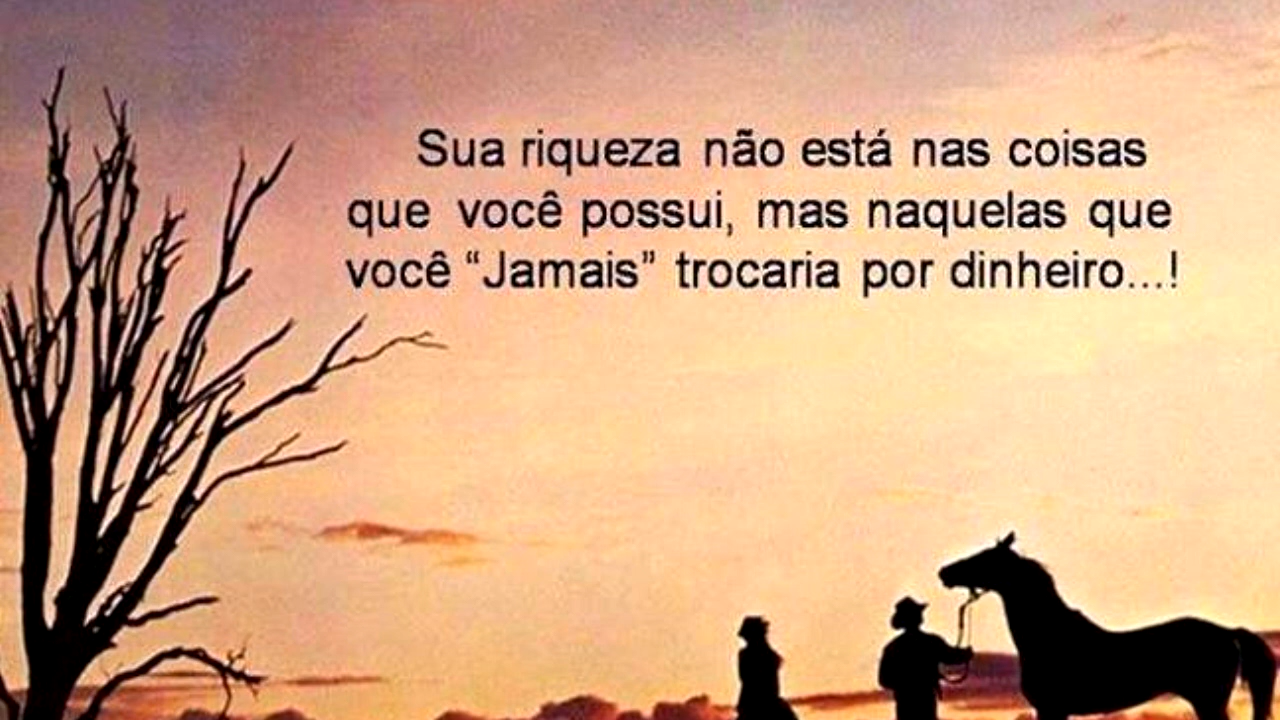 Sua riqueza não está nas coisas
que você possui, mas naquelas que
você “Jamais” trocaria por dinheiro...!